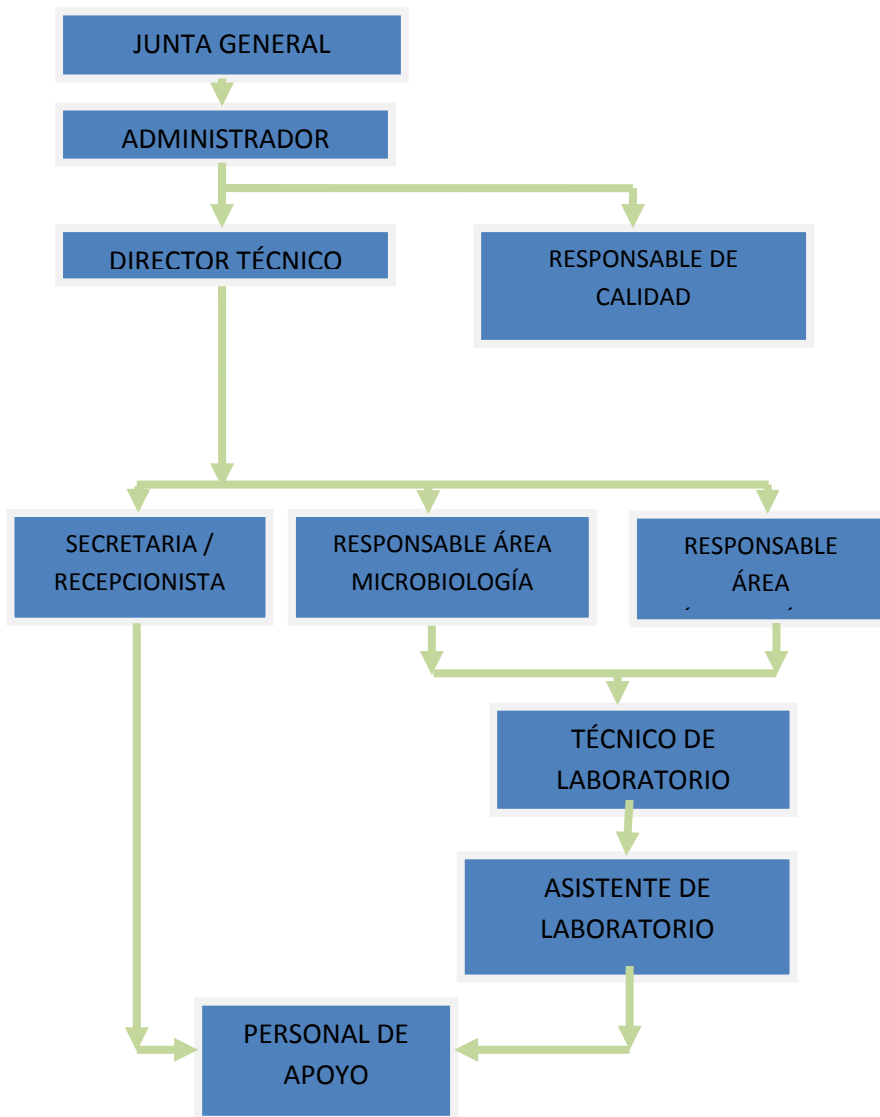 JUNTA GENERAL
ADMINISTRADOR
DIRECTOR TÉCNICO
RESPONSABLE DE
CALIDAD
SECRETARIA /
RECEPCIONISTA
RESPONSABLE ÁREA
MICROBIOLOGÍA
RESPONSABLE
ÁREA
TÉCNICO DE
LABORATORIO
ASISTENTE DE
LABORATORIO
PERSONAL DE
APOYO